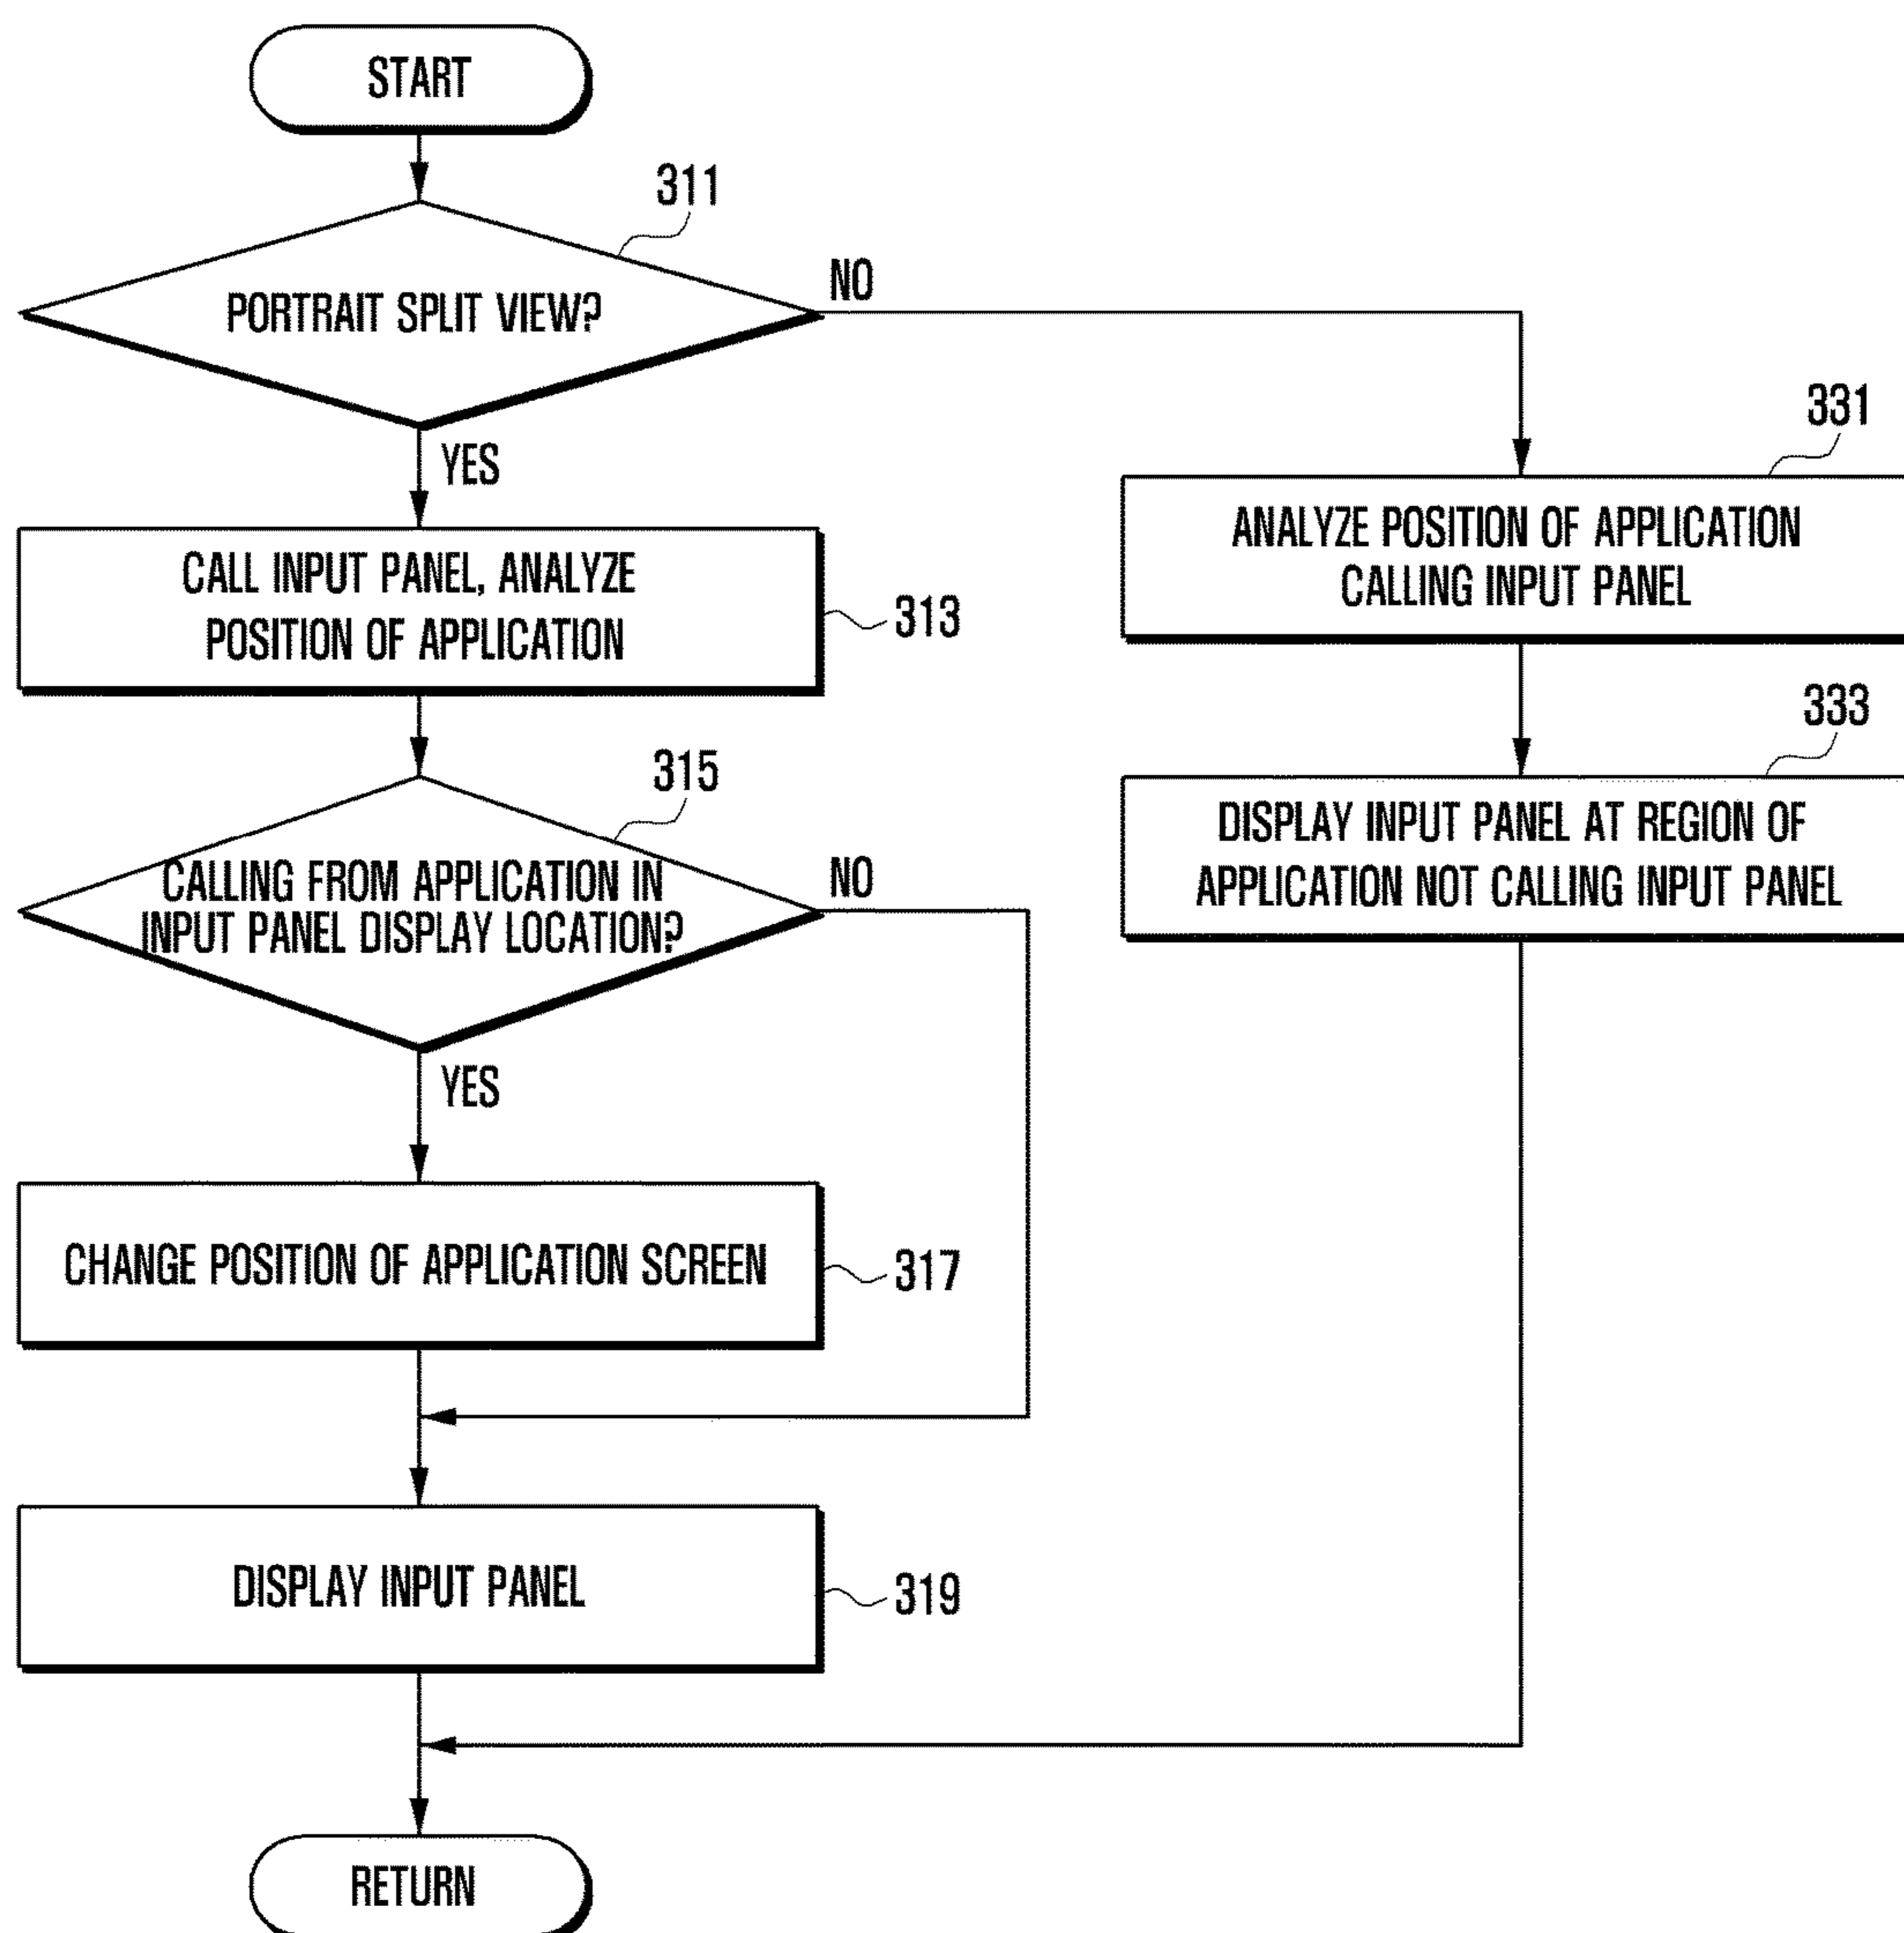 START
311
PORTRAIT SPLIT VIEW?
NO
YES
331
ANALYZE POSITION OF APPLICATION
CALLING INPUT PANEL
CALL INPUT PANEL, ANALYZE
POSITION OF APPLICATION
313
333
DISPLAY INPUT PANEL AT REGION OF
APPLICATION NOT CALLING INPUT PANEL
315
CALLING FROM APPLICATION IN
INPUT PANEL DISPLAY LOCATION?
NO
YES
CHANGE POSITION OF APPLICATION SCREEN
317
DISPLAY INPUT PANEL
319
RETURN